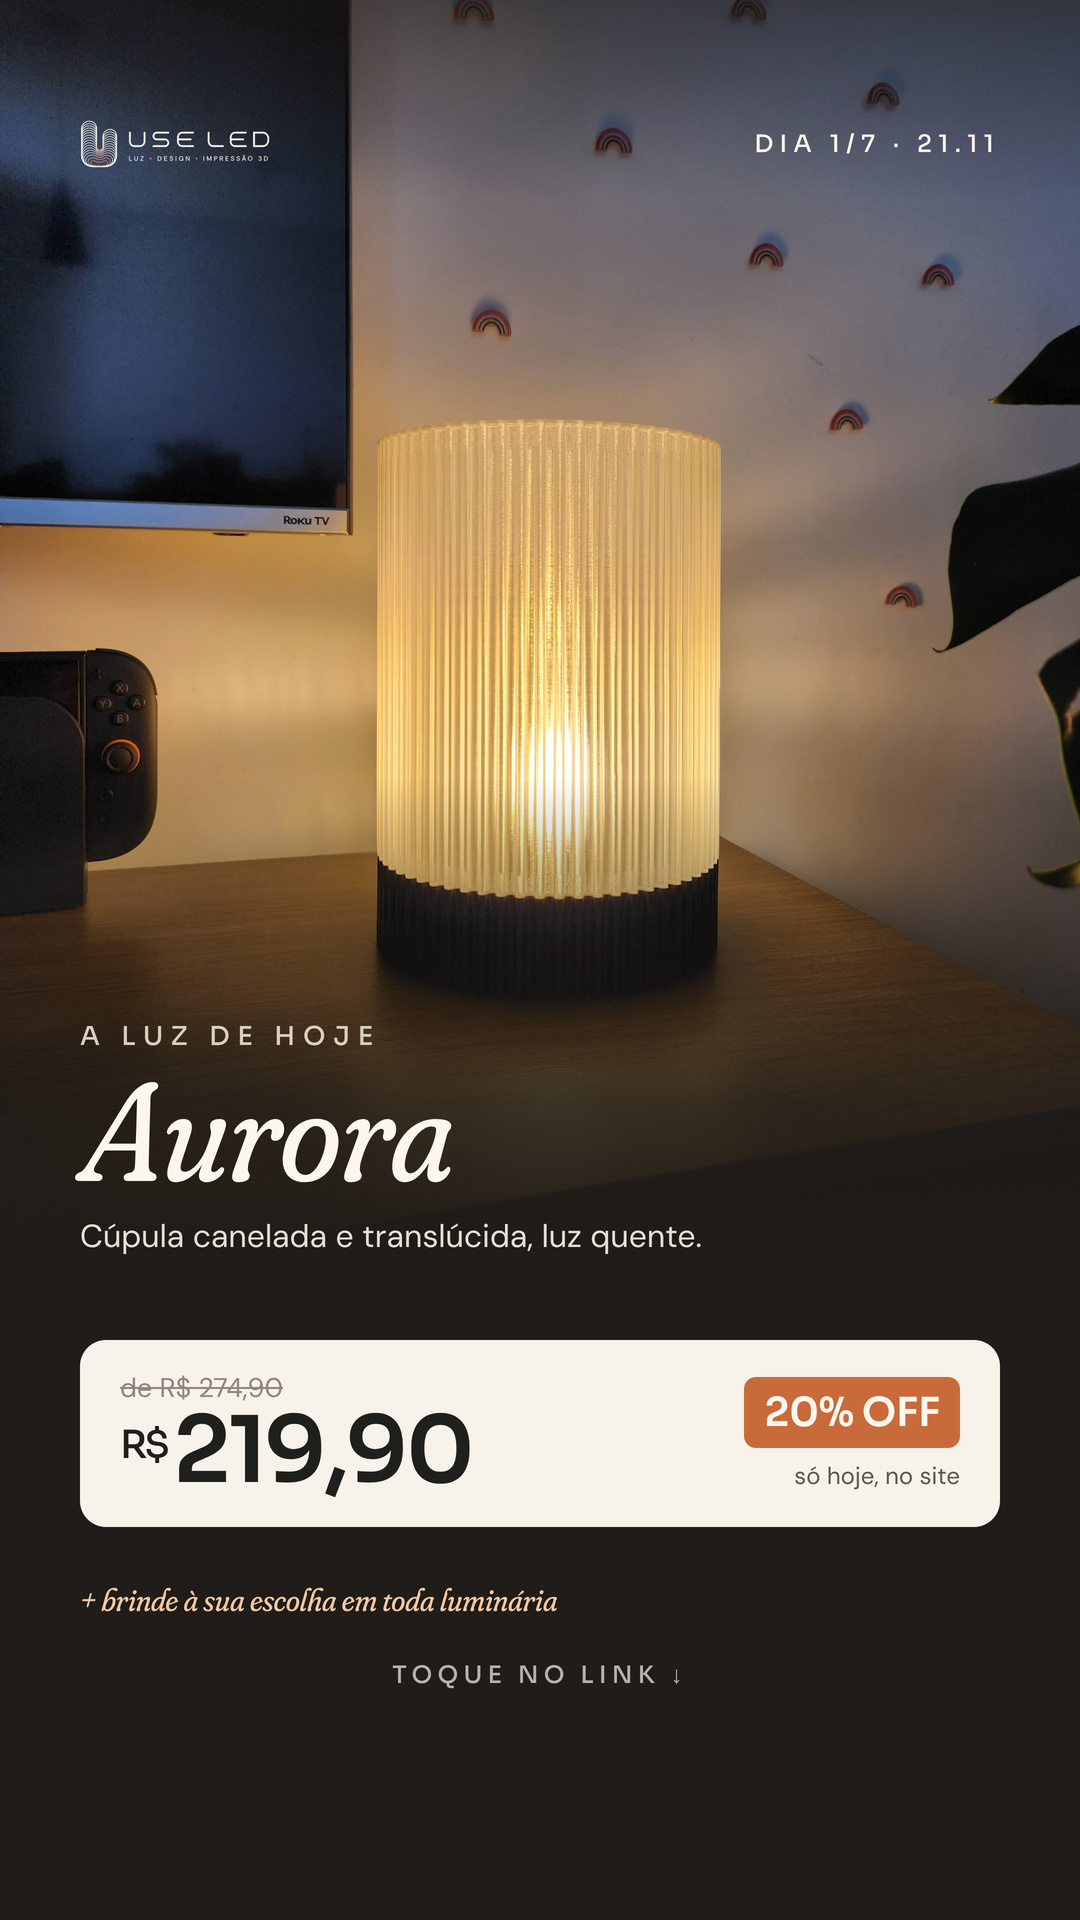 USE LED
LUZ • DESIGN • IMPRESSÃO 3D
DIA 1/7 · 21.11
Roku TV
X
Y A
B
A LUZ DE HOJE
Aurora
Cúpula canelada e translúcida, luz quente.
de R$ 274,90
R$ 219,90
20% OFF
só hoje, no site
+ brinde à sua escolha em toda luminária
TOQUE NO LINK ↓